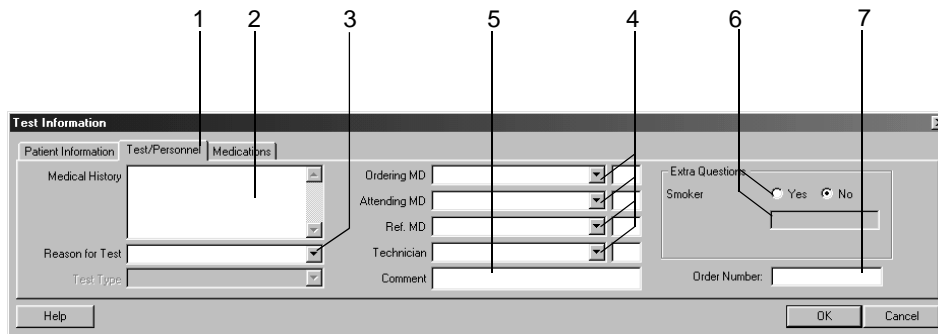 1 2 3 5 4 6 7
Test Information
Patient Information Test/Personnel Medications
Medical History
Reason for Test
Test Type
Ordering MD
Attending MD
Ref. MD
Technician
Comment
Extra Questions
Smoker Yes No
Order Number:
Help OK Cancel